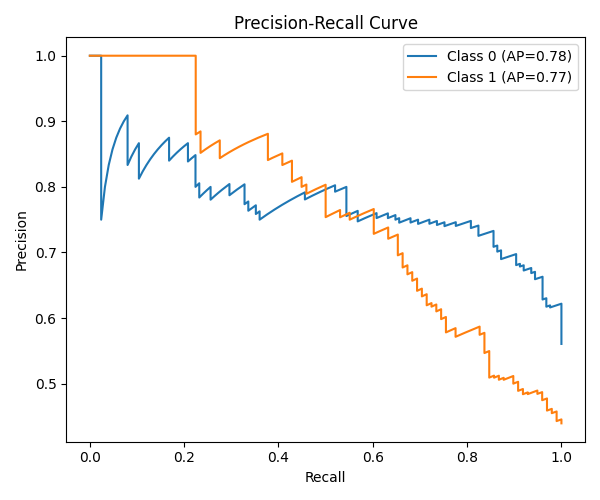 Precision-Recall Curve
Class 0 (AP=0.78)
Class 1 (AP=0.77)
Precision
1.0
0.9
0.8
0.7
0.6
0.5
0.0 0.2 0.4 0.6 0.8 1.0
Recall